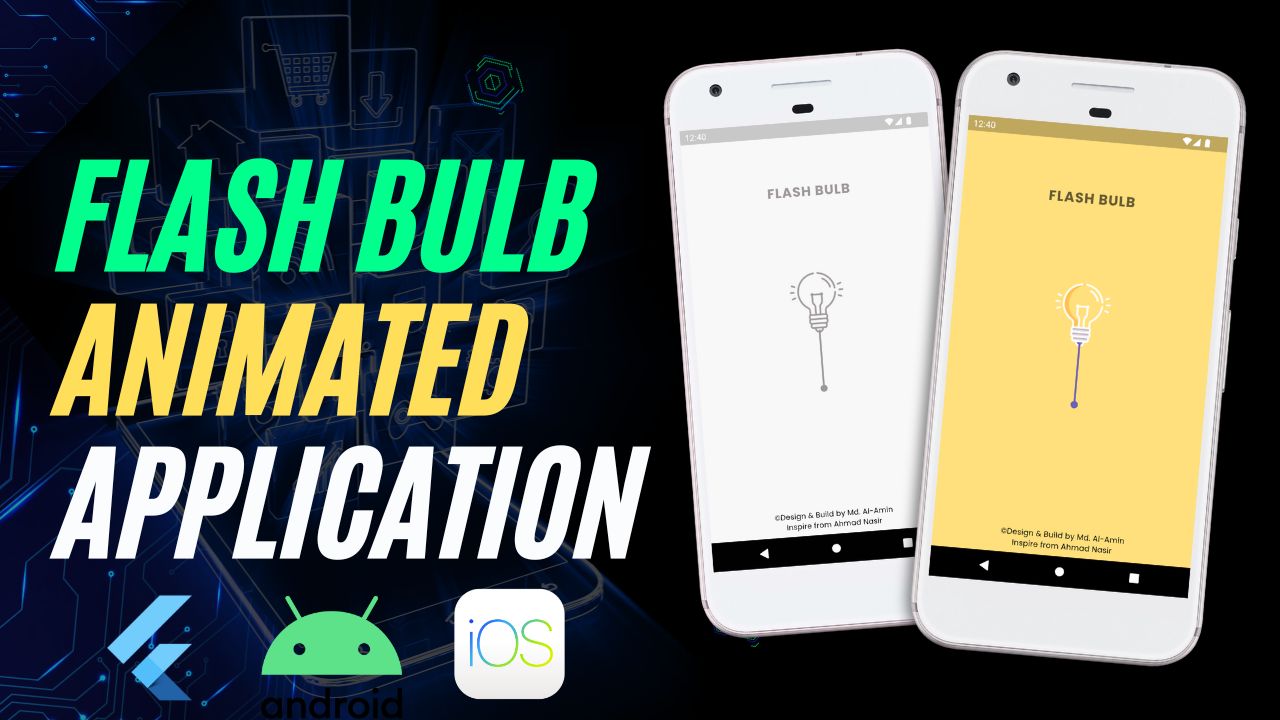 FLASH BULB
ANIMATED
APPLICATION
android
iOS
12:40
FLASH BULB
©Design & Build by Md. Al-Amin
Inspire from Ahmad Nasir
12:40
FLASH BULB
©Design & Build by Md. Al-Amin
Inspire from Ahmad Nasir